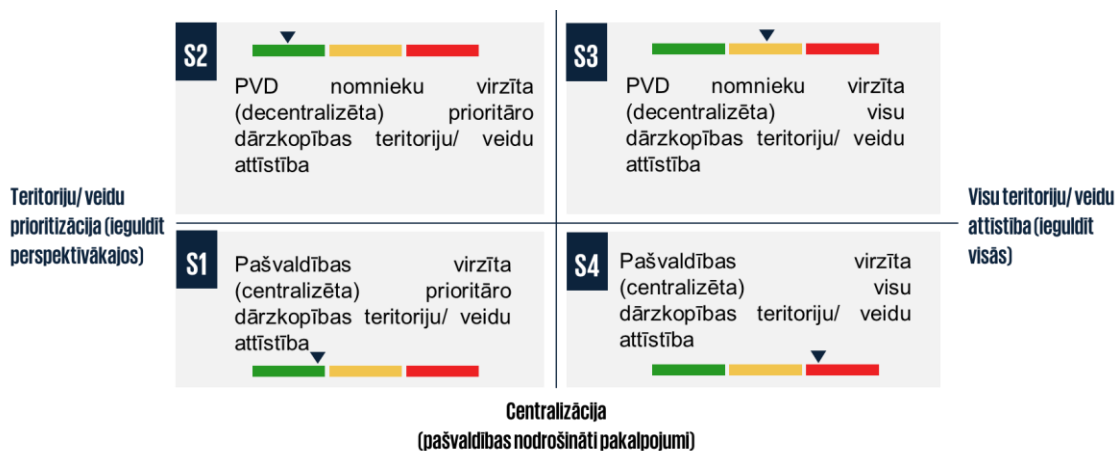 S2
PVD nomnieku virzīta
(decentralizēta) prioritāro
dārzkopības teritoriju/ veidu
attīstība
S3
PVD nomnieku virzīta
(decentralizēta) visu
dārzkopības teritoriju/ veidu
attīstība
Teritoriju/ veidu
prioritizācija (ieguldīt
perspektīvākajos)
Visu teritoriju/ veidu
attīstība (ieguldīt
visās)
S1
Pašvaldības virzīta
(centralizēta) prioritāro
dārzkopības teritoriju/ veidu
attīstība
S4
Pašvaldības virzīta
(centralizēta) visu
dārzkopības teritoriju/ veidu
attīstība
Centralizācija
(pašvaldības nodrošināti pakalpojumi)